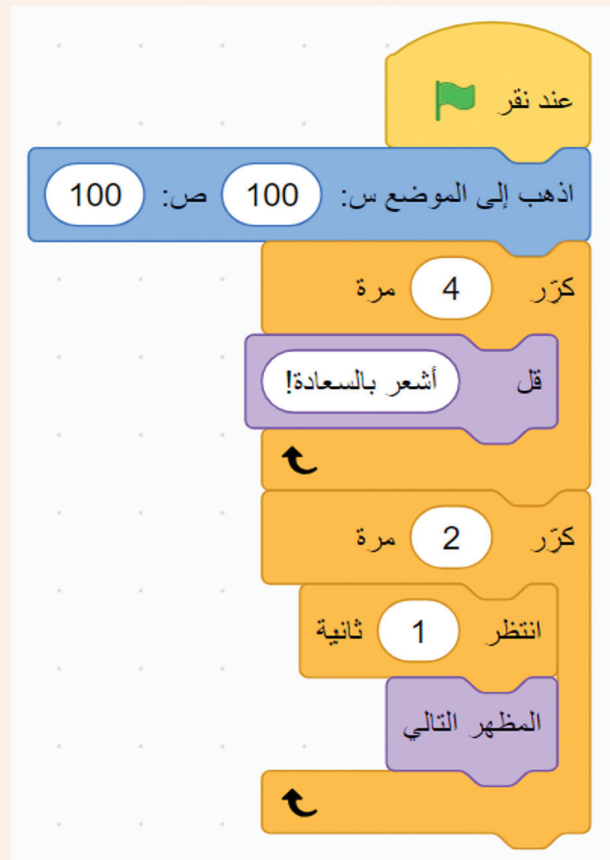 عند نقر
اذهب إلى الموضع س: 100 ص: 100
كرّر 4 مرة
قل أشعر بالسعادة!
كرّر 2 مرة
انتظر 1 ثانية
المظهر التالي